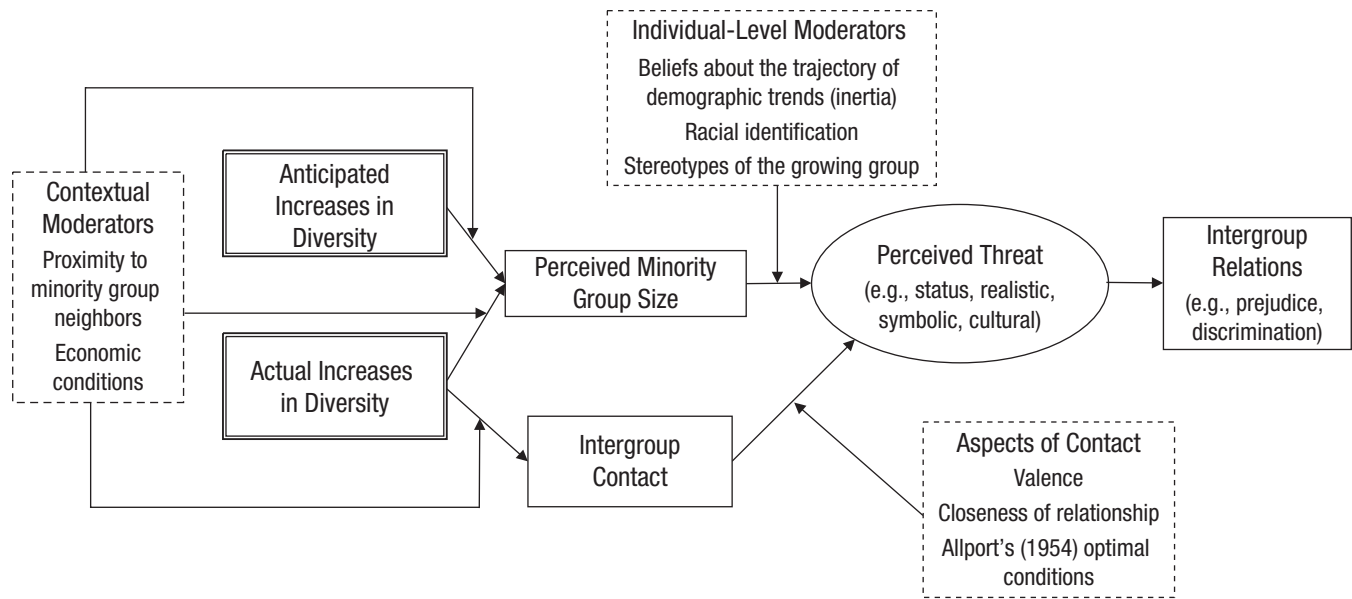 Individual-Level Moderators
Beliefs about the trajectory of
demographic trends (inertia)
Racial identification
Stereotypes of the growing group
Contextual
Moderators
Proximity to
minority group
neighbors
Economic
conditions
Anticipated
Increases in
Diversity
Actual Increases
in Diversity
Perceived Minority
Group Size
Intergroup
Contact
Perceived Threat
(e.g., status, realistic,
symbolic, cultural)
Intergroup
Relations
(e.g., prejudice,
discrimination)
Aspects of Contact
Valence
Closeness of relationship
Allport’s (1954) optimal
conditions